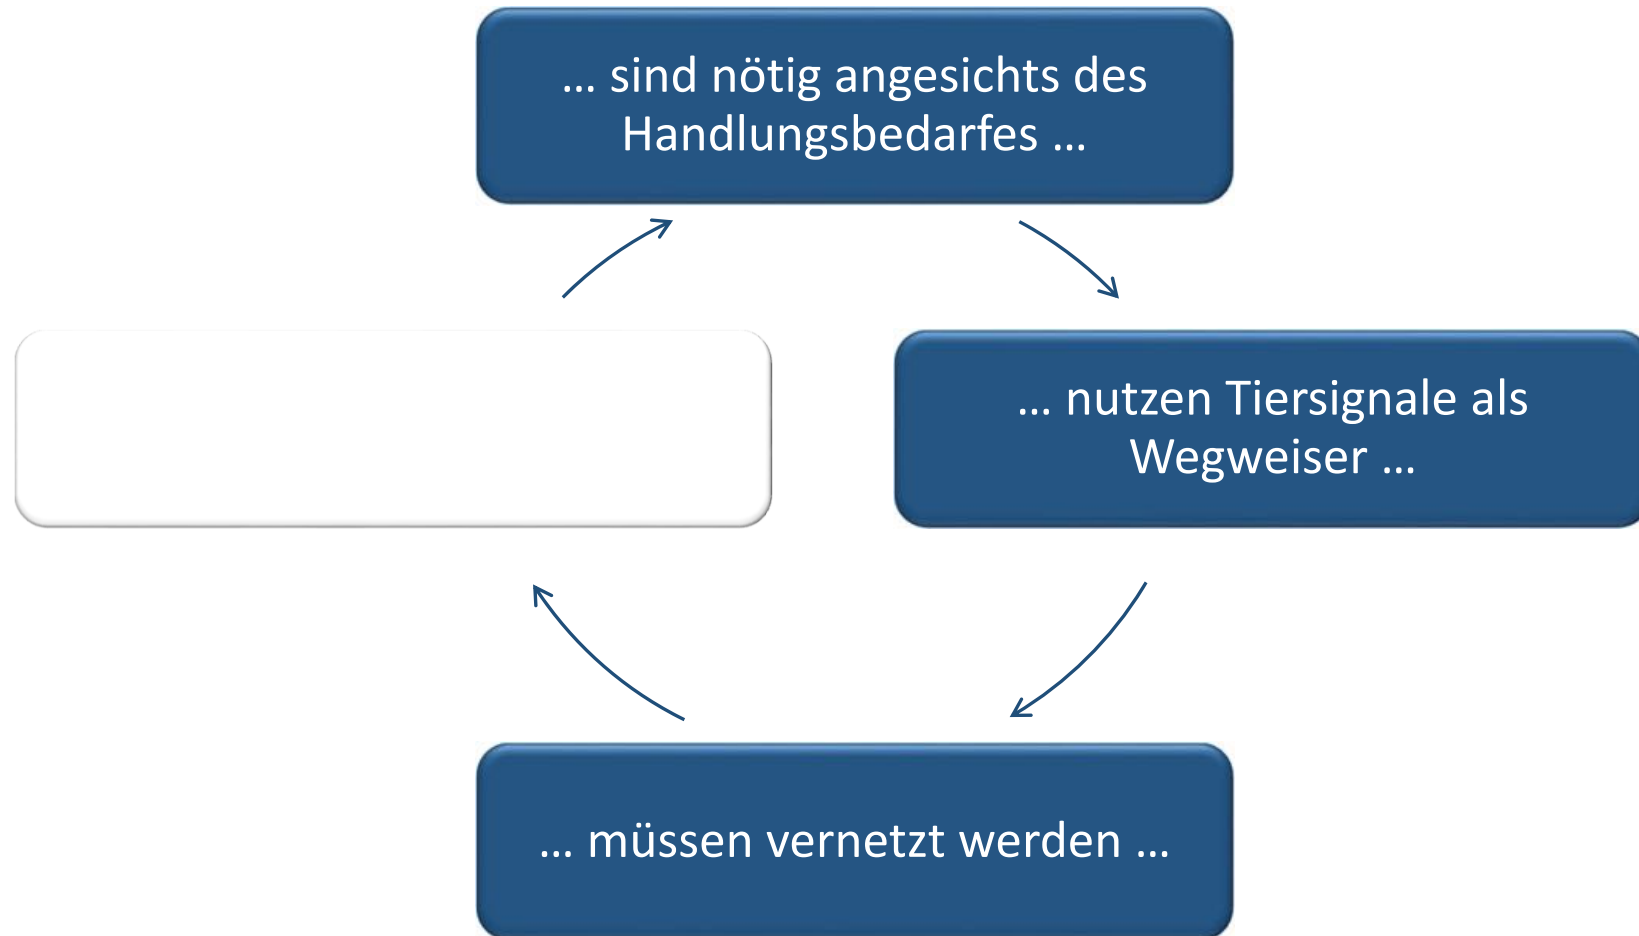 ... sind nötig angesichts des
Handlungsbedarfes ...
... nutzen Tiersignale als
Wegweiser ...
... müssen vernetzt werden ...